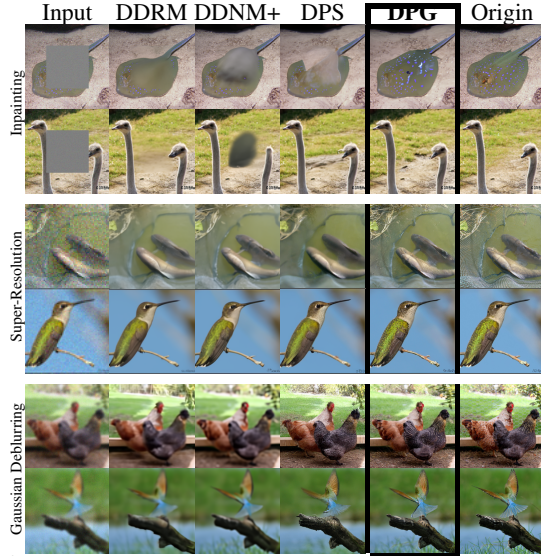 Input DDRM DDNM+ DPS DPG Origin
Inpainting
Super-Resolution
Gaussian Deblurring